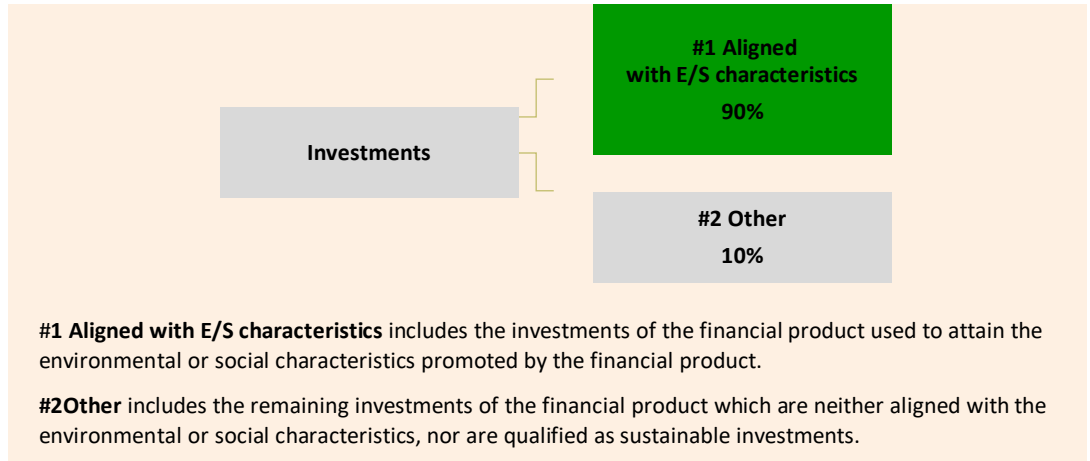 #1 Aligned
with E/S characteristics
90%
Investments
#2 Other
10%
#1 Aligned with E/S characteristics includes the investments of the financial product used to attain the
environmental or social characteristics promoted by the financial product.
#2Other includes the remaining investments of the financial product which are neither aligned with the
environmental or social characteristics, nor are qualified as sustainable investments.